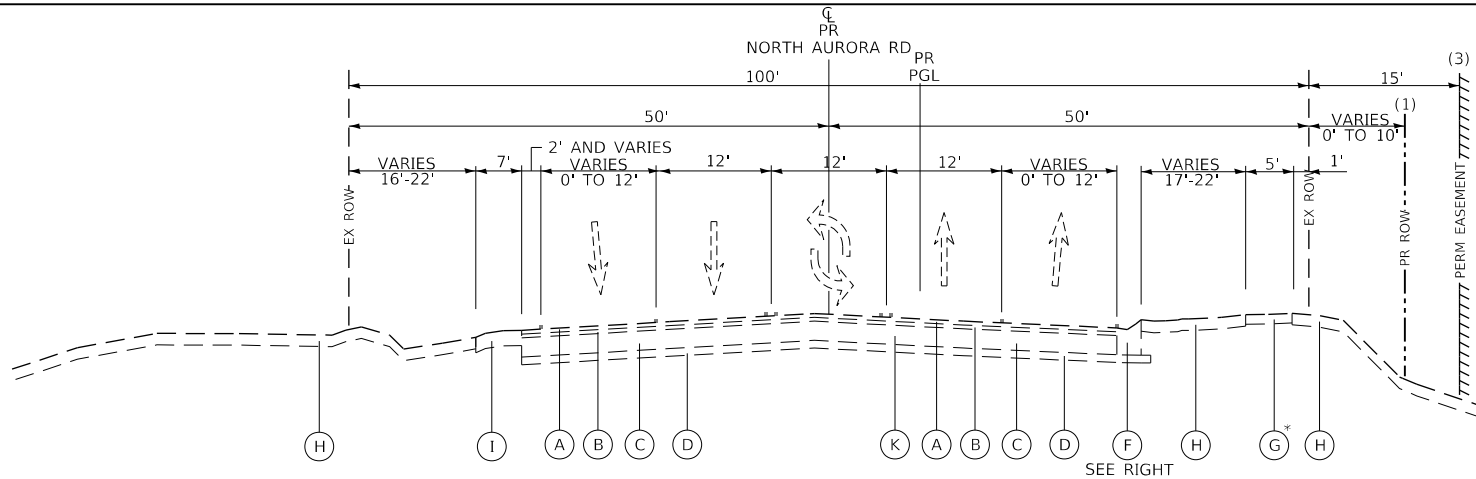 ℄
PR
NORTH AURORA RD
PR
PGL
(3)
100'
15'
(1)
50'
50'
VARIES
0' TO 10'
2' AND VARIES
VARIES
16'-22'
7'
VARIES
0' TO 12'
12'
12'
12'
VARIES
0' TO 12'
VARIES
17'-22'
5'
1'
EX ROW
EX ROW
PR ROW
PERM EASEMENT
H
I
A
B
C
D
K
A
B
C
D
F
H
G*
H
SEE RIGHT